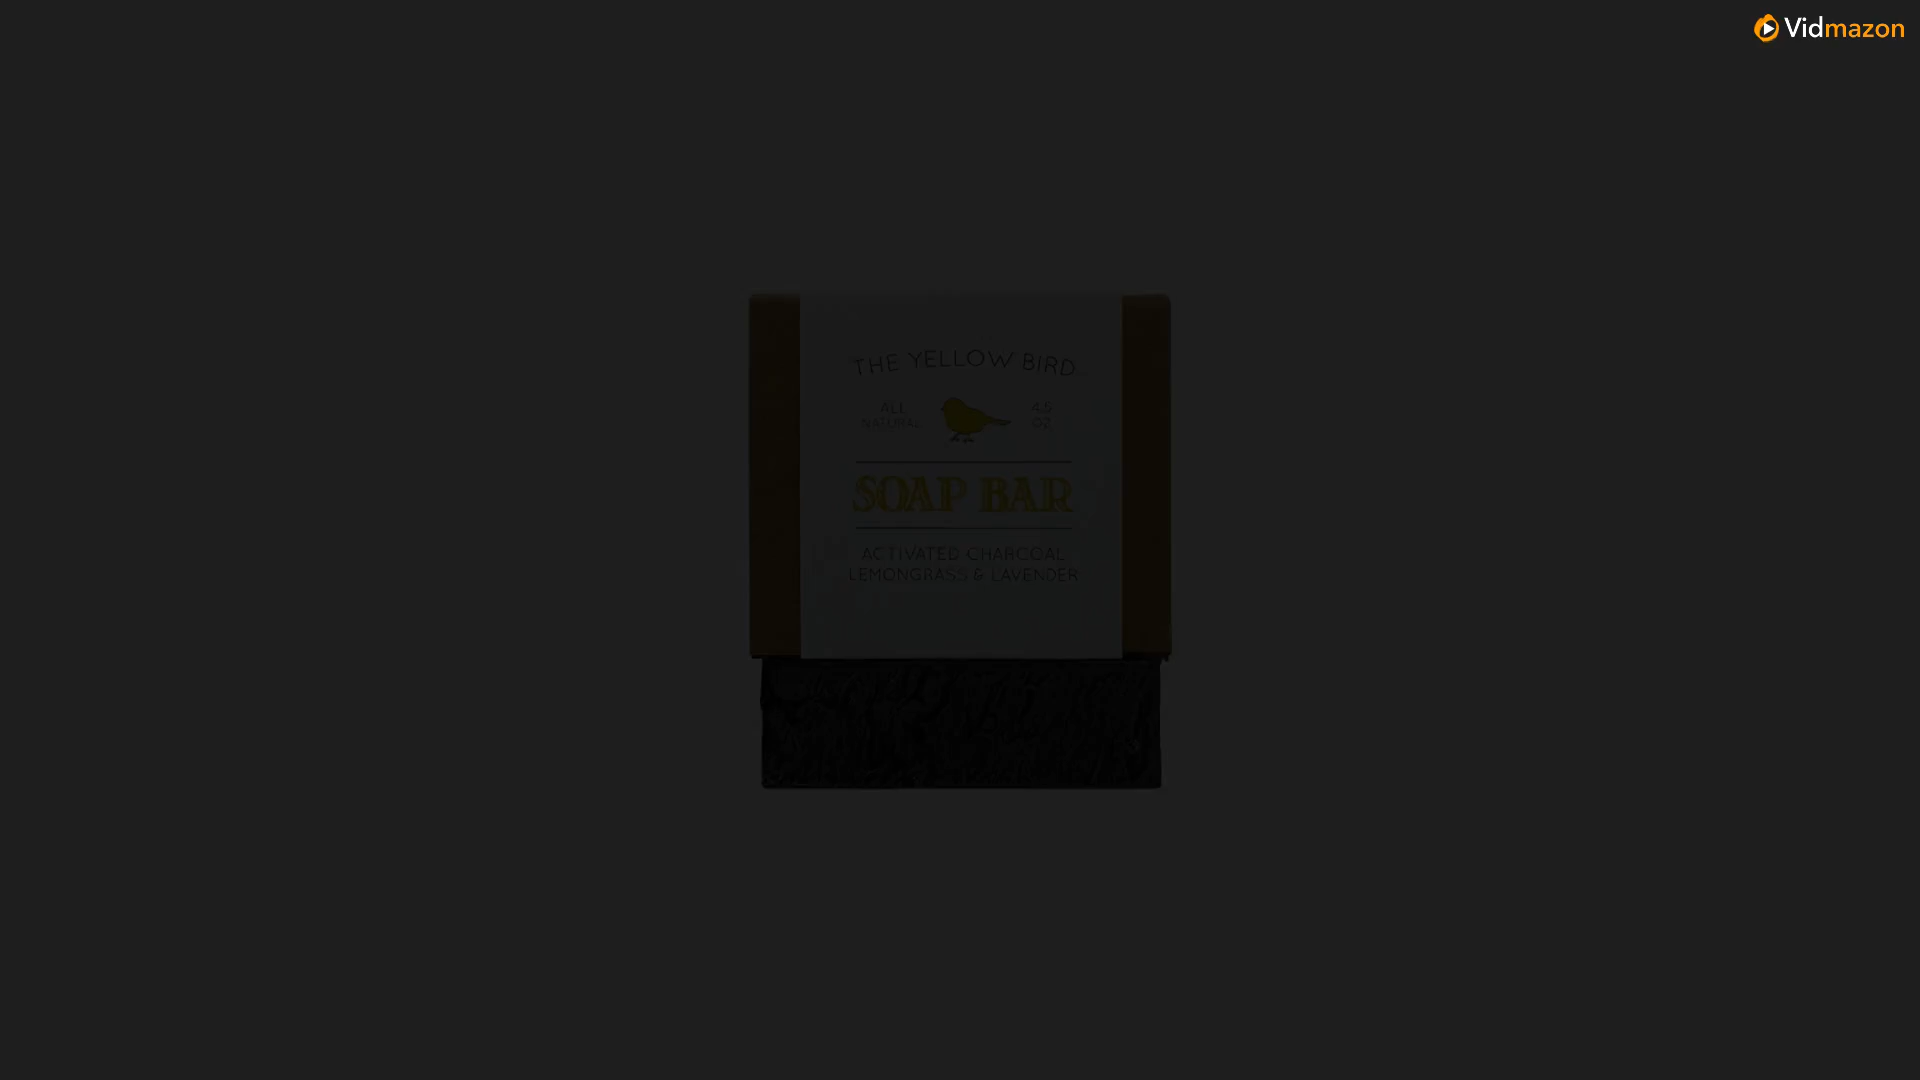 Vidmazon
THE YELLOW BIRD
ALL
NATURAL
4.5
OZ
SOAP BAR
ACTIVATED CHARCOAL
LEMONGRASS & LAVENDER